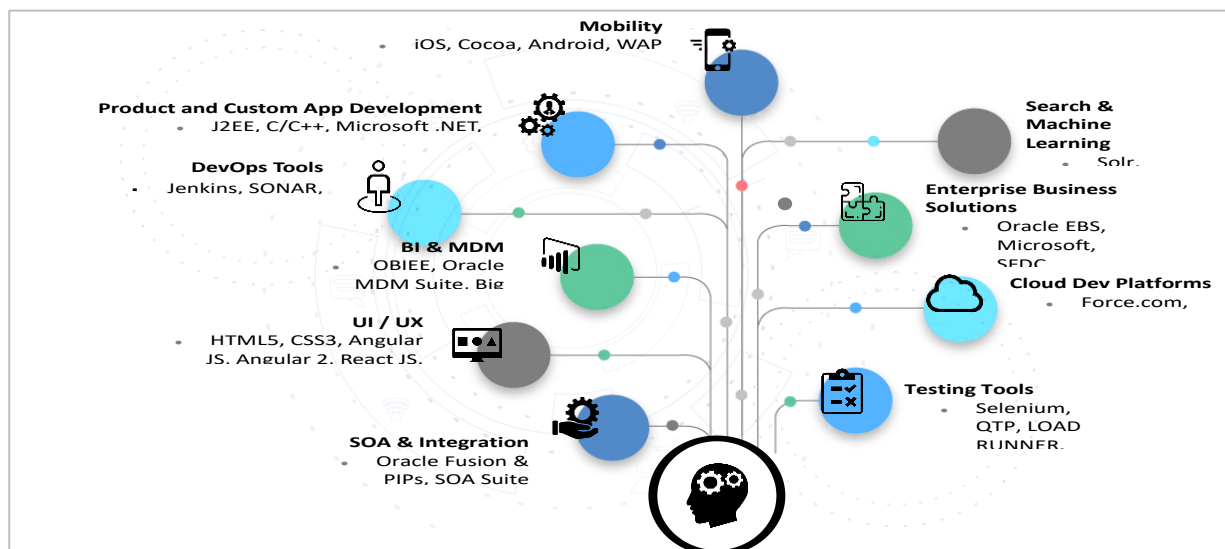 Mobility
• iOS, Cocoa, Android, WAP
Product and Custom App Development
• J2EE, C/C++, Microsoft .NET,
DevOps Tools
• Jenkins, SONAR,
BI & MDM
• OBIEE, Oracle
MDM Suite, Big
UI / UX
• HTML5, CSS3, Angular
JS, Angular 2, React JS,
SOA & Integration
• Oracle Fusion &
PIPs, SOA Suite
Search &
Machine
Learning
• Solr,
Enterprise Business
Solutions
• Oracle EBS,
Microsoft,
SFDC
Cloud Dev Platforms
• Force.com,
Testing Tools
• Selenium,
QTP, LOAD
RUNNER,